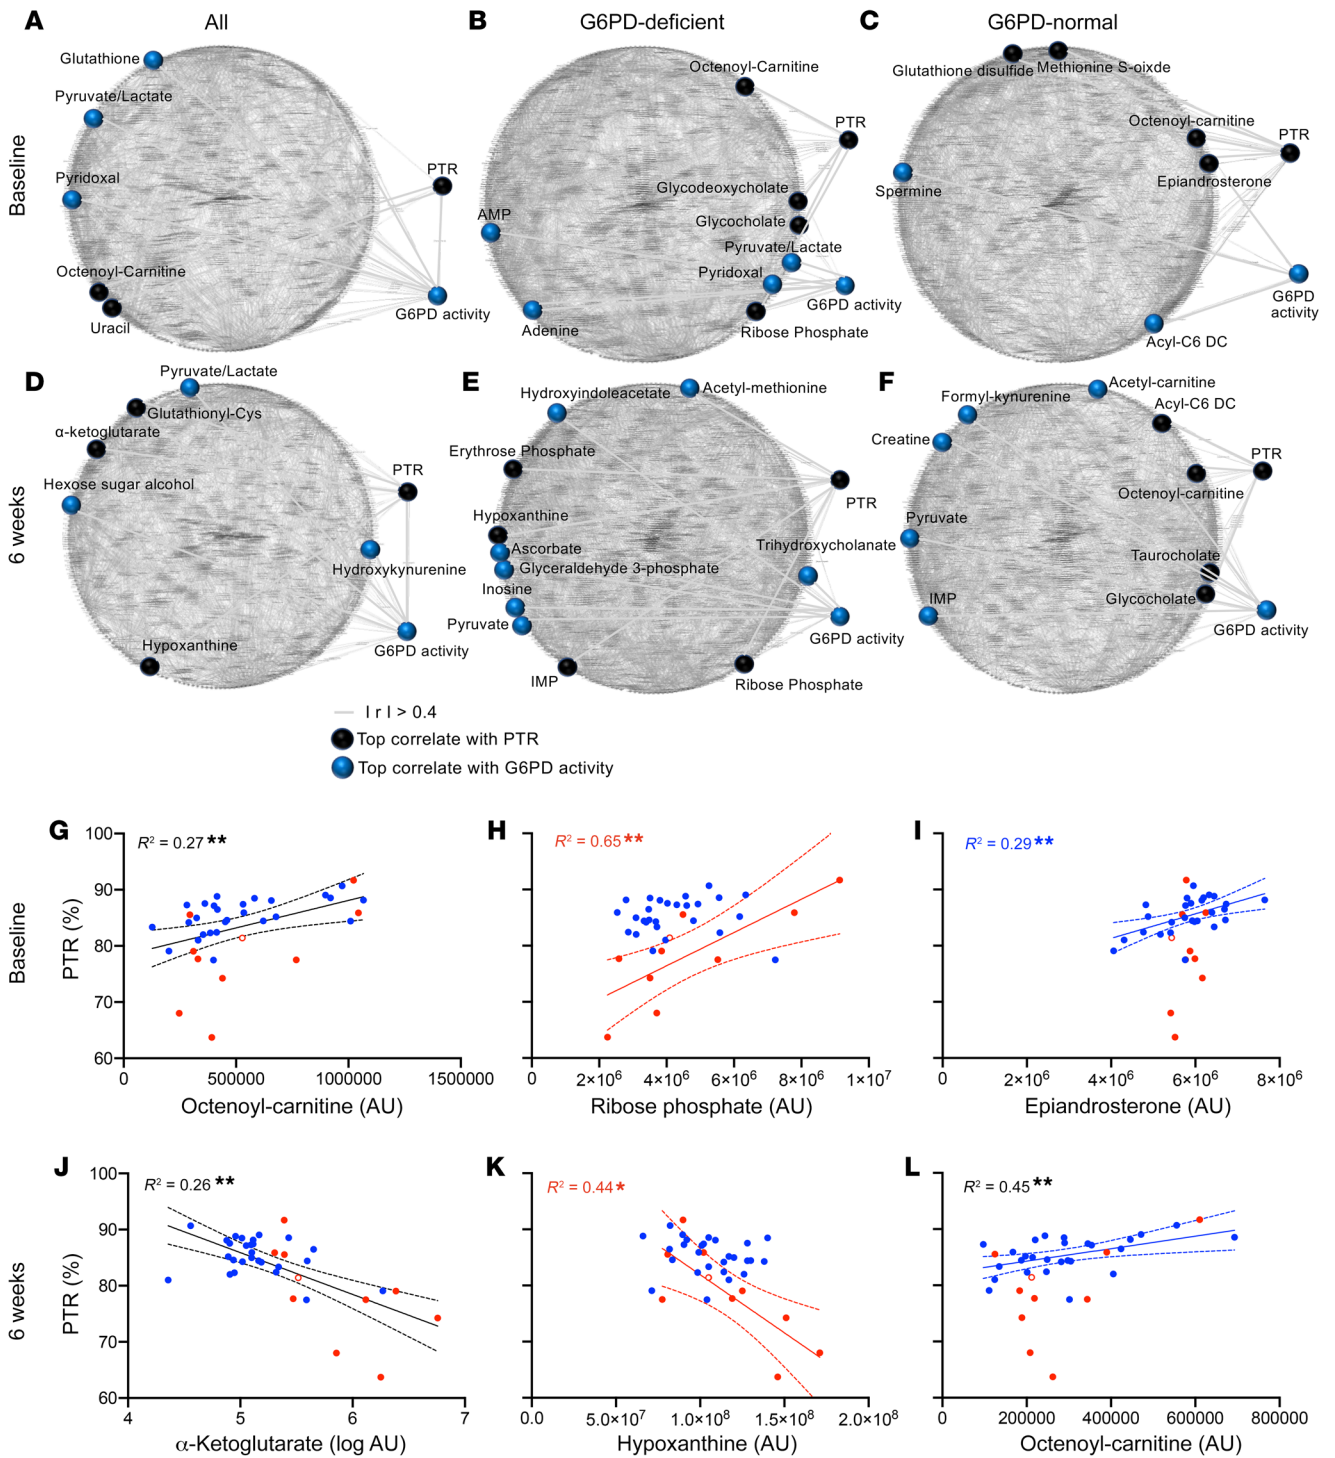 A
All
B
G6PD-deficient
C
G6PD-normal
Baseline
Glutathione
Pyruvate/Lactate
Pyridoxal
Octenoyl-Carnitine
Uracil
PTR
G6PD activity
Octenoyl-Carnitine
PTR
Glycodeoxycholate
Glycocholate
AMP
Pyruvate/Lactate
Pyridoxal
G6PD activity
Adenine
Ribose Phosphate
Glutathione disulfide
Methionine S-oixde
Octenoyl-carnitine
PTR
Epiandrosterone
Spermine
G6PD
activity
Acyl-C6 DC
D
E
F
6 weeks
Pyruvate/Lactate
Glutathionyl-Cys
α-ketoglutarate
PTR
Hexose sugar alcohol
Hydroxykynurenine
Hypoxanthine
G6PD activity
Hydroxyindoleacetate
Acetyl-methionine
Erythrose Phosphate
PTR
Hypoxanthine
Ascorbate
Trihydroxycholanate
Glyceraldehyde 3-phosphate
Inosine
Pyruvate
G6PD activity
IMP
Ribose Phosphate
Acetyl-carnitine
Formyl-kynurenine
Acyl-C6 DC
Creatine
PTR
Octenoyl-carnitine
Pyruvate
Taurocholate
IMP
Glycocholate
G6PD activity
I r I > 0.4
Top correlate with PTR
Top correlate with G6PD activity
G
Baseline
PTR (%)
R² = 0.27 **
100
90
80
70
60
0
500000
1000000
1500000
Octenoyl-carnitine (AU)
H
R² = 0.65 **
0
2×10⁶
4×10⁶
6×10⁶
8×10⁶
1×10⁷
Ribose phosphate (AU)
I
R² = 0.29 **
0
2×10⁶
4×10⁶
6×10⁶
8×10⁶
Epiandrosterone (AU)
J
6 weeks
PTR (%)
R² = 0.26 **
100
90
80
70
60
4
5
6
7
α-Ketoglutarate (log AU)
K
R² = 0.44 *
0.0
5.0×10⁷
1.0×10⁸
1.5×10⁸
2.0×10⁸
Hypoxanthine (AU)
L
R² = 0.45 **
0
200000
400000
600000
800000
Octenoyl-carnitine (AU)